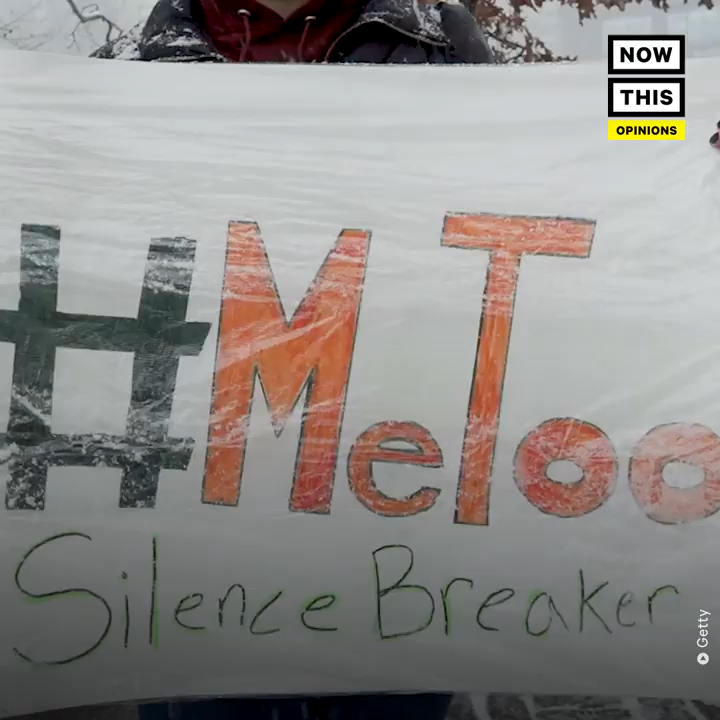 NOW
THIS
OPINIONS
#MeToo
Silence Breaker
Getty